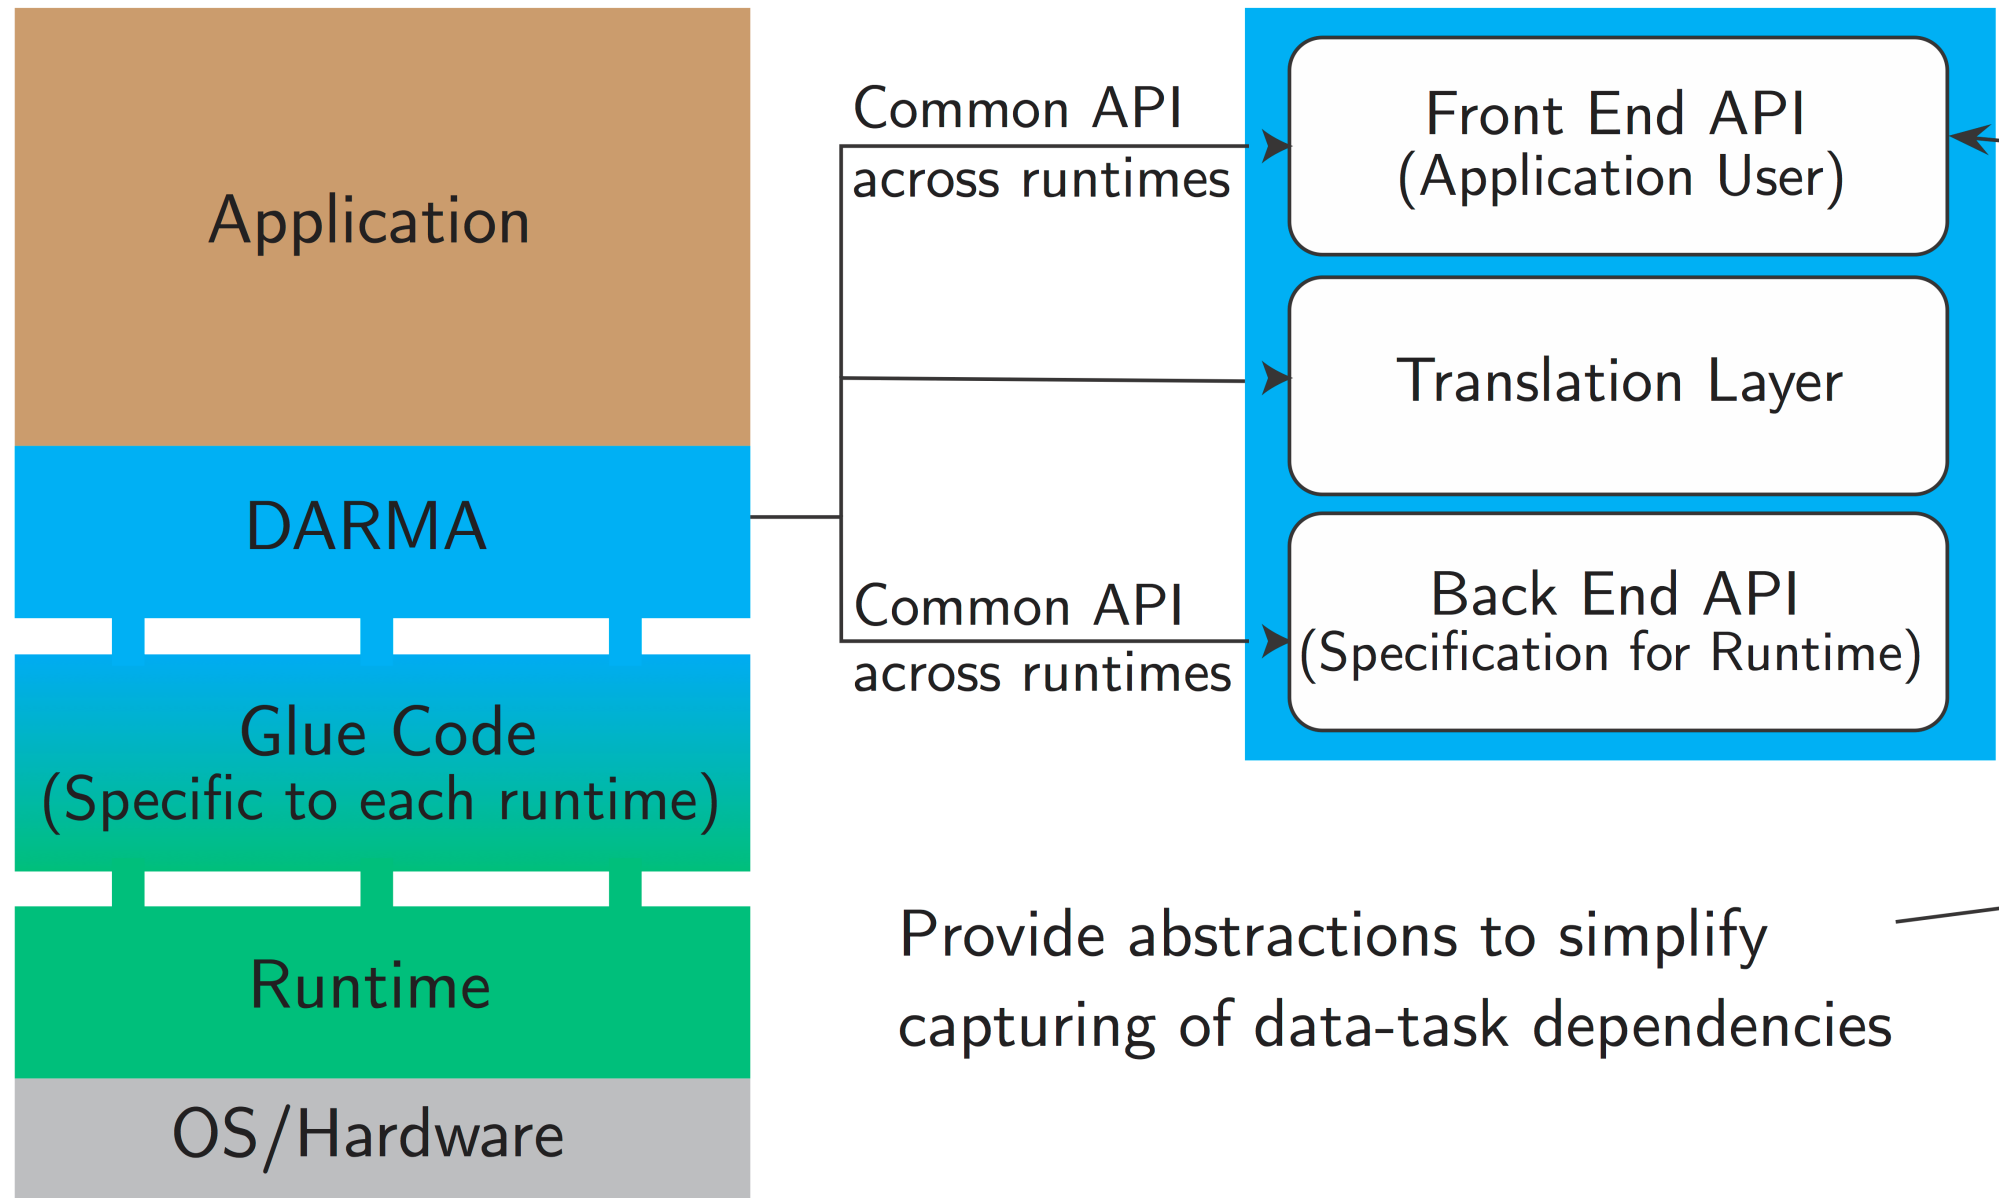 Application
DARMA
Glue Code
(Specific to each runtime)
Runtime
OS/Hardware
Common API
across runtimes
Common API
across runtimes
Front End API
(Application User)
Translation Layer
Back End API
(Specification for Runtime)
Provide abstractions to simplify
capturing of data-task dependencies